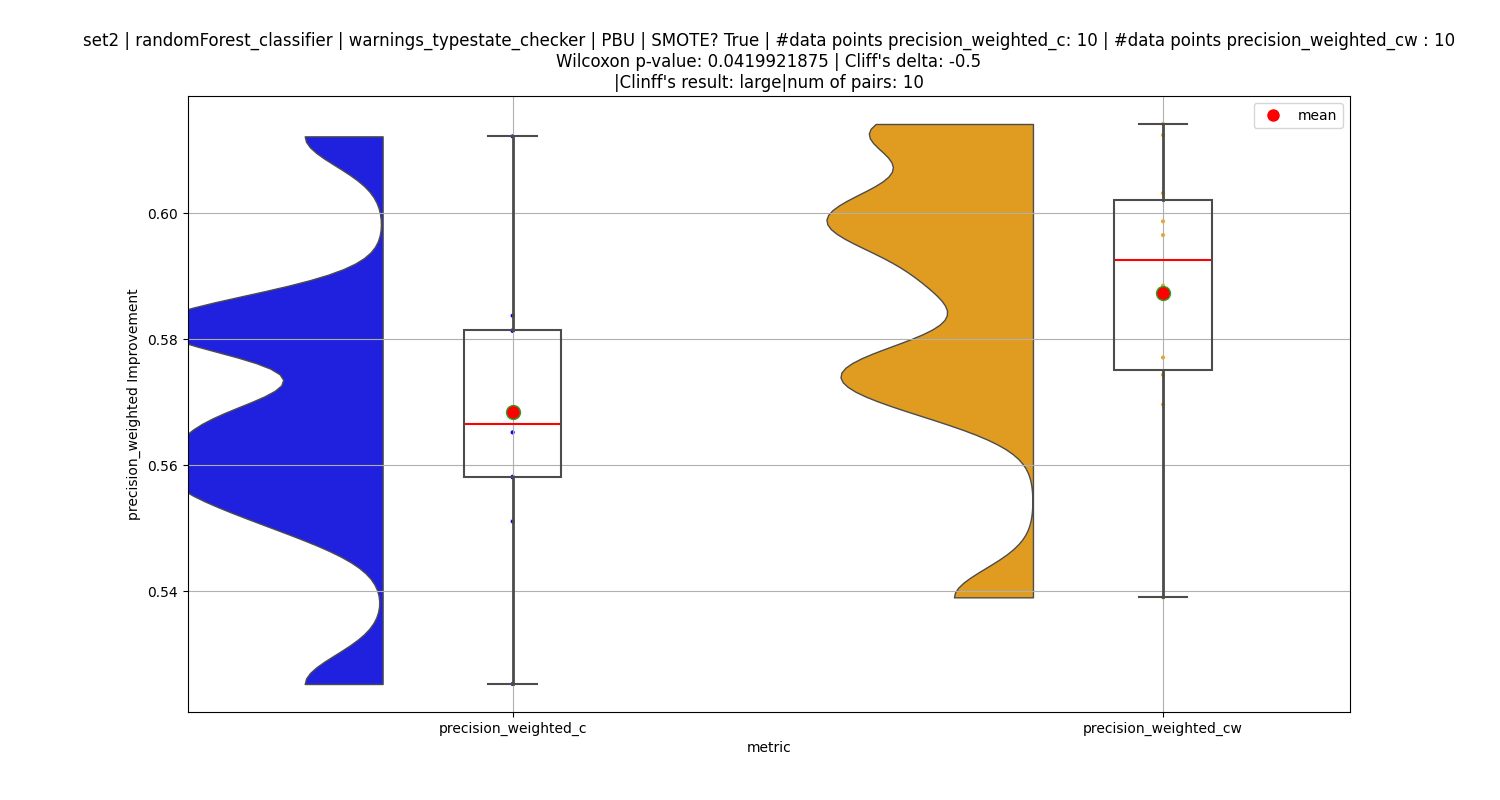 set2 | randomForest_classifier | warnings_typestate_checker | PBU | SMOTE? True | #data points precision_weighted_c: 10 | #data points precision_weighted_cw : 10
Wilcoxon p-value: 0.0419921875 | Cliff's delta: -0.5
|Clinff's result: large|num of pairs: 10
mean
0.60
0.58
0.56
0.54
precision_weighted Improvement
precision_weighted_c
precision_weighted_cw
metric